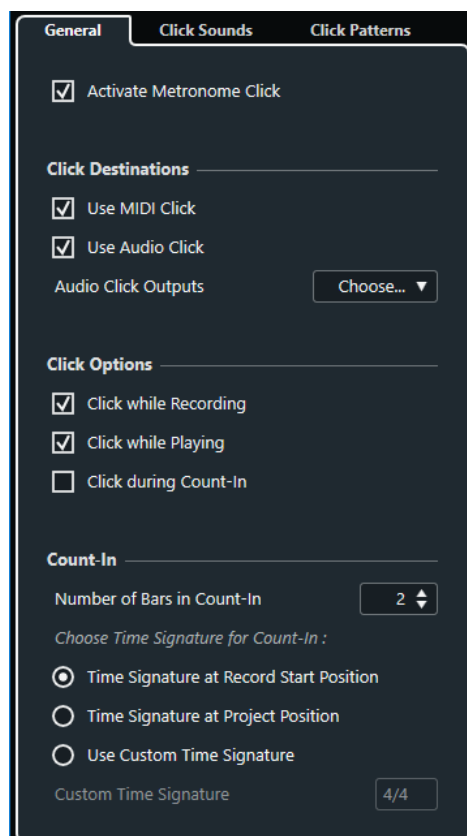 General Click Sounds Click Patterns
Activate Metronome Click
Click Destinations
Use MIDI Click
Use Audio Click
Audio Click Outputs Choose...
Click Options
Click while Recording
Click while Playing
Click during Count-In
Count-In
Number of Bars in Count-In 2
Choose Time Signature for Count-In :
Time Signature at Record Start Position
Time Signature at Project Position
Use Custom Time Signature
Custom Time Signature 4/4